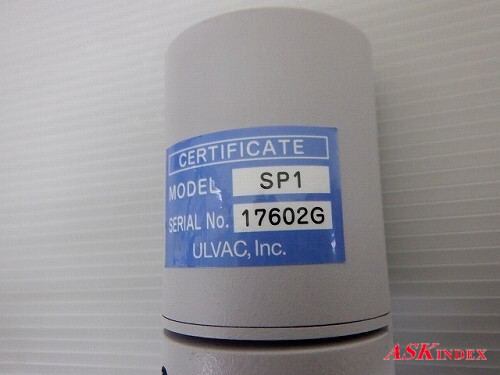 CERTIFICATE
MODEL SP1
SERIAL No. 17602G
ULVAC, Inc.
ASKINDEX